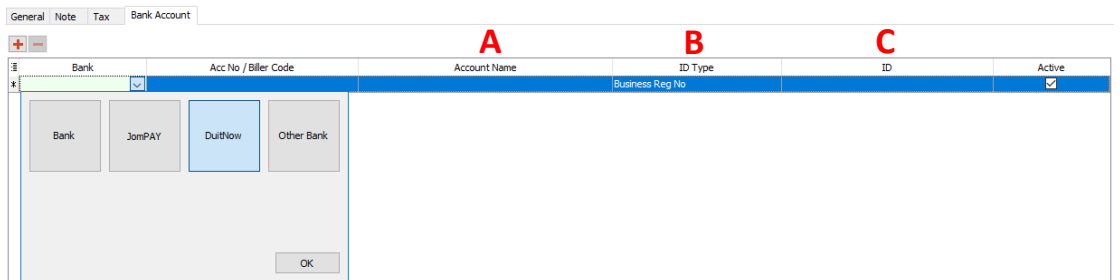 General Note Tax Bank Account
+ −
A B C
Bank Acc No / Biller Code Account Name ID Type ID Active
* Business Reg No
Bank JomPAY DuitNow Other Bank
OK